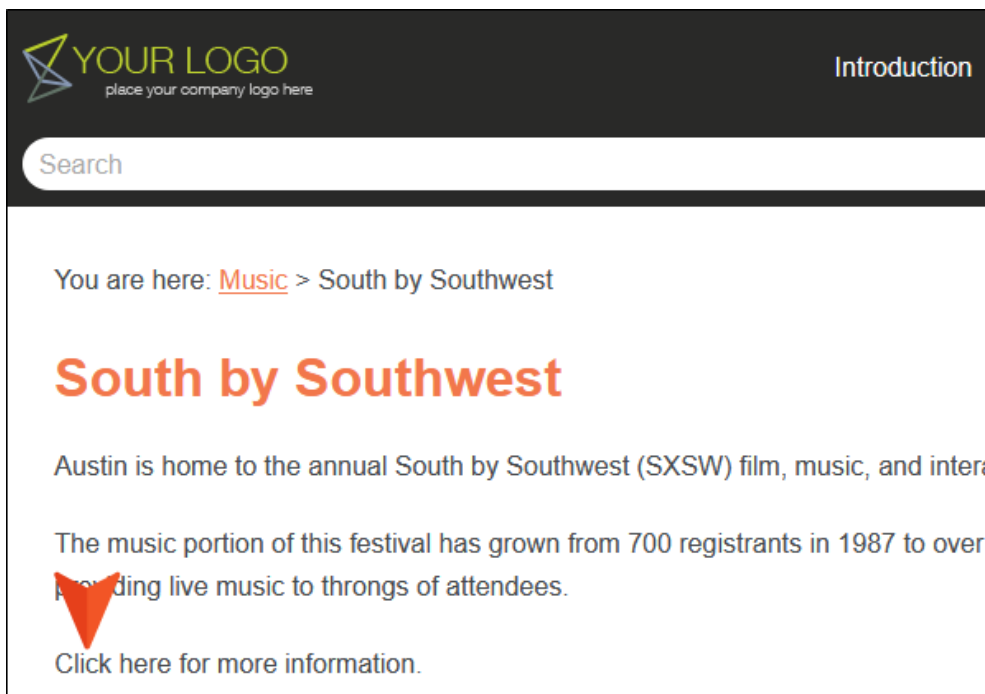 YOUR LOGO
place your company logo here
Introduction
Search
You are here: Music > South by Southwest
South by Southwest
Austin is home to the annual South by Southwest (SXSW) film, music, and
The music portion of this festival has grown from 700 registrants in 1987 to over
providing live music to throngs of attendees.
Click here for more information.